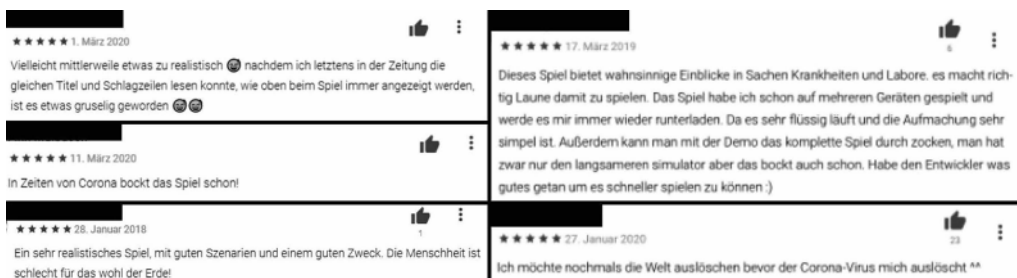 ★★★★★ 1. März 2020
Vielleicht mittlerweile etwas zu realistisch 😅 nachdem ich letztens in der Zeitung die
gleichen Titel und Schlagzeilen lesen konnte, wie oben beim Spiel immer angezeigt werden,
ist es etwas gruselig geworden 😅😅
★★★★★ 11. März 2020
In Zeiten von Corona bockt das Spiel schon!
★★★★★ 28. Januar 2018
1
Ein sehr realistisches Spiel, mit guten Szenarien und einem guten Zweck. Die Menschheit ist
schlecht für das wohl der Erde!
6
★★★★★ 17. März 2019
Dieses Spiel bietet wahnsinnige Einblicke in Sachen Krankheiten und Labore. es macht rich-
tig Laune damit zu spielen. Das Spiel habe ich schon auf mehreren Geräten gespielt und
werde es mir immer wieder runterladen. Da es sehr flüssig läuft und die Aufmachung sehr
simpel ist. Außerdem kann man mit der Demo das komplette Spiel durch zocken, man hat
zwar nur den langsameren simulator aber das bockt auch schon. Habe den Entwickler was
gutes getan um es schneller spielen zu können :)
23
★★★★★ 27. Januar 2020
Ich möchte nochmals die Welt auslöschen bevor der Corona-Virus mich auslöscht ^^